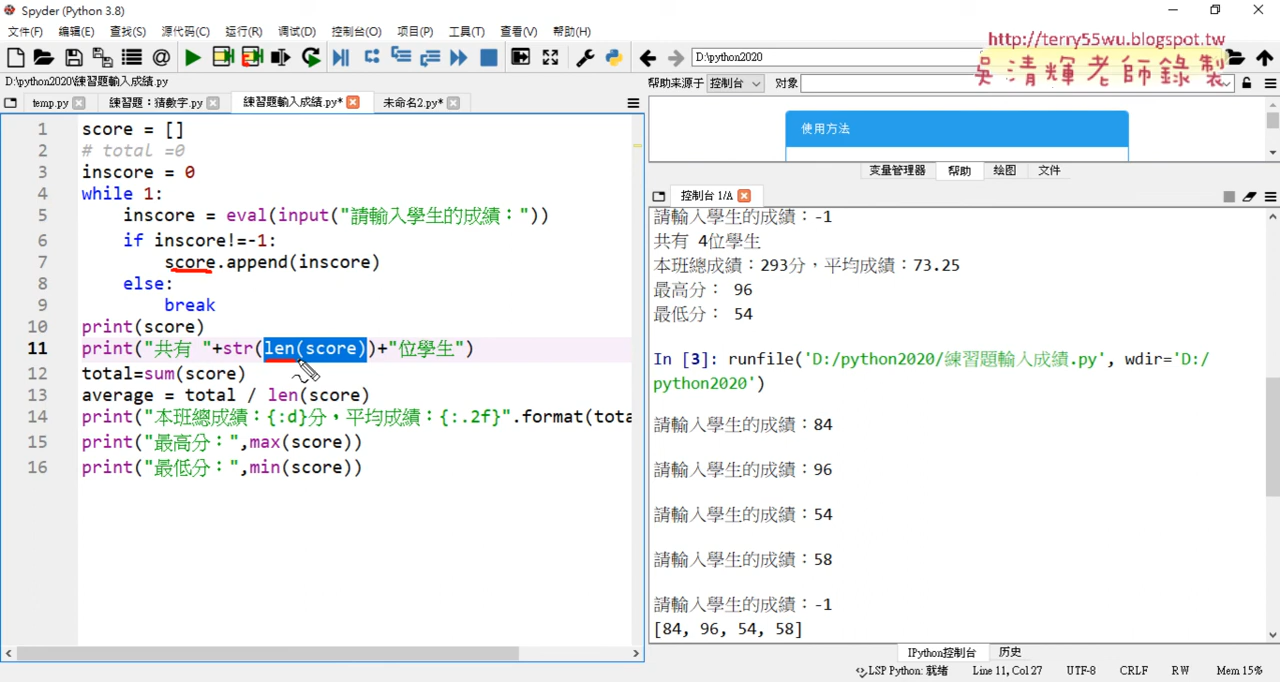 Spyder (Python 3.8)
文件(F) 编辑(E) 查找(S) 源代码(C) 运行(R) 调试(D) 控制台(O) 项目(P) 工具(T) 查看(V) 帮助(H)
http://terry55wu.blogspot.tw
吳清輝老師錄製
D:\python2020
D:\python2020\練習題輸入成績.py
帮助来源于 控制台 对象
temp.py 練習題：猜數字.py 練習題輸入成績.py* 未命名2.py*
1 score = []
2 # total =0
3 inscore = 0
4 while 1:
5 inscore = eval(input("請輸入學生的成績："))
6 if inscore!=-1:
7 score.append(inscore)
8 else:
9 break
10 print(score)
11 print("共有 "+str(len(score))+"位學生")
12 total=sum(score)
13 average = total / len(score)
14 print("本班總成績：{:d}分，平均成績：{:.2f}".format(tota
15 print("最高分：",max(score))
16 print("最低分：",min(score))
使用方法
变量管理器 帮助 绘图 文件
控制台 1/A
請輸入學生的成績：-1
共有 4位學生
本班總成績：293分，平均成績：73.25
最高分： 96
最低分： 54
In [3]: runfile('D:/python2020/練習題輸入成績.py', wdir='D:/
python2020')
請輸入學生的成績：84
請輸入學生的成績：96
請輸入學生的成績：54
請輸入學生的成績：58
請輸入學生的成績：-1
[84, 96, 54, 58]
IPython控制台 历史
LSP Python: 就绪 Line 11, Col 27 UTF-8 CRLF RW Mem 15%